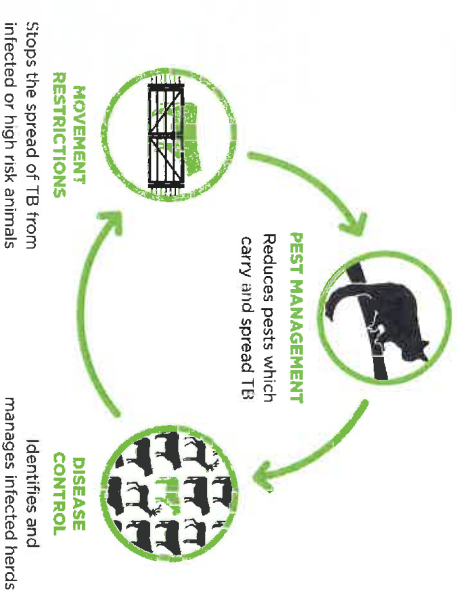 PEST MANAGEMENT
Reduces pests which
carry and spread TB
MOVEMENT
RESTRICTIONS
Stops the spread of TB from
infected or high risk animals
DISEASE
CONTROL
Identifies and
manages infected herds